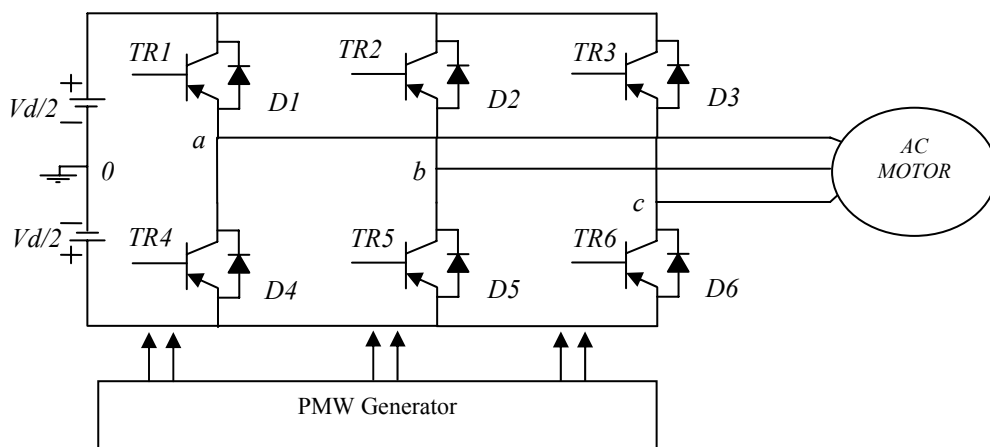 TR1
TR2
TR3
+
Vd/2
−
D1
D2
D3
a
AC
MOTOR
0
b
c
−
Vd/2
+
TR4
TR5
TR6
D4
D5
D6
PMW Generator